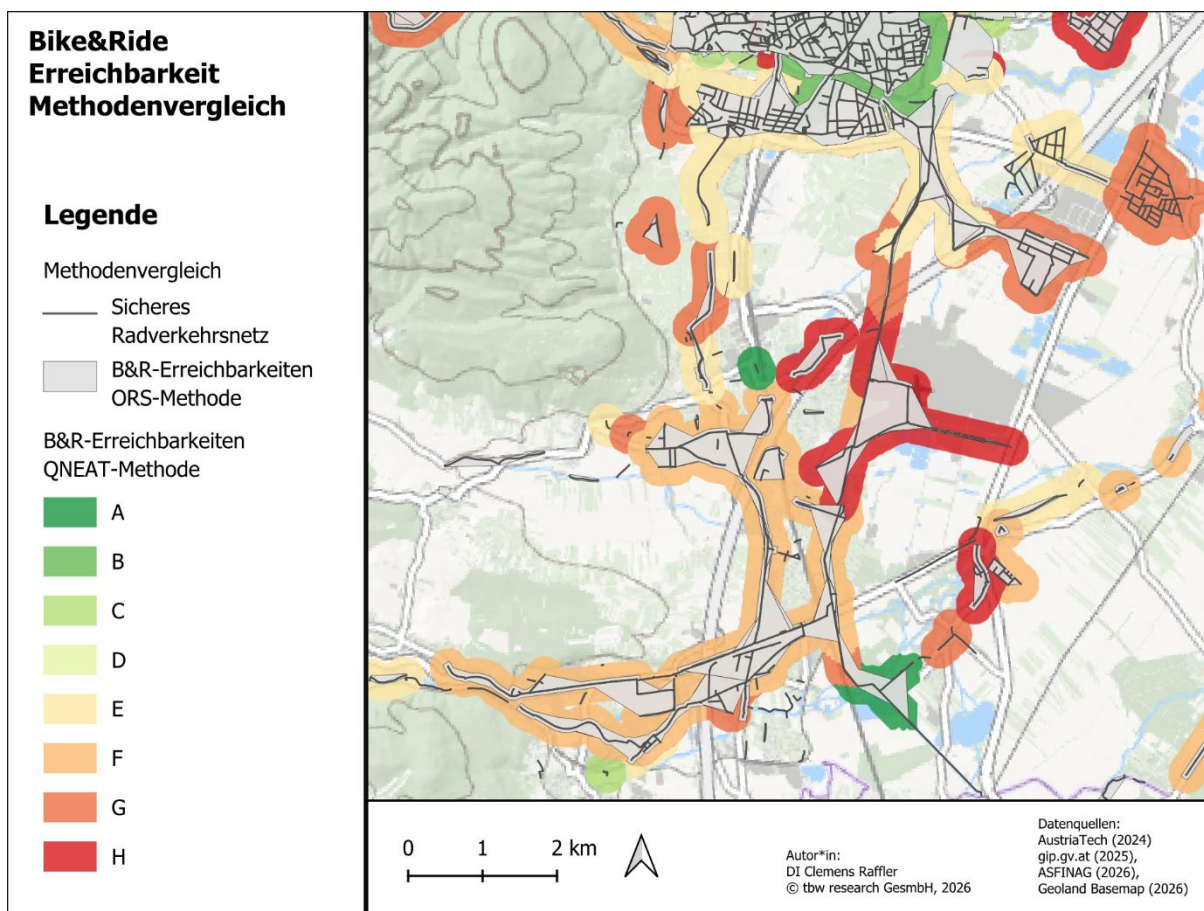 Bike&Ride
Erreichbarkeit
Methodenvergleich
Legende
Methodenvergleich
Sicheres
Radverkehrsnetz
B&R-Erreichbarkeiten
ORS-Methode
B&R-Erreichbarkeiten
QNEAT-Methode
A
B
C
D
E
F
G
H
0 1 2 km
Autor*in:
DI Clemens Raffler
© tbw research GesmbH, 2026
Datenquellen:
AustriaTech (2024)
gip.gv.at (2025),
ASFINAG (2026),
Geoland Basemap (2026)